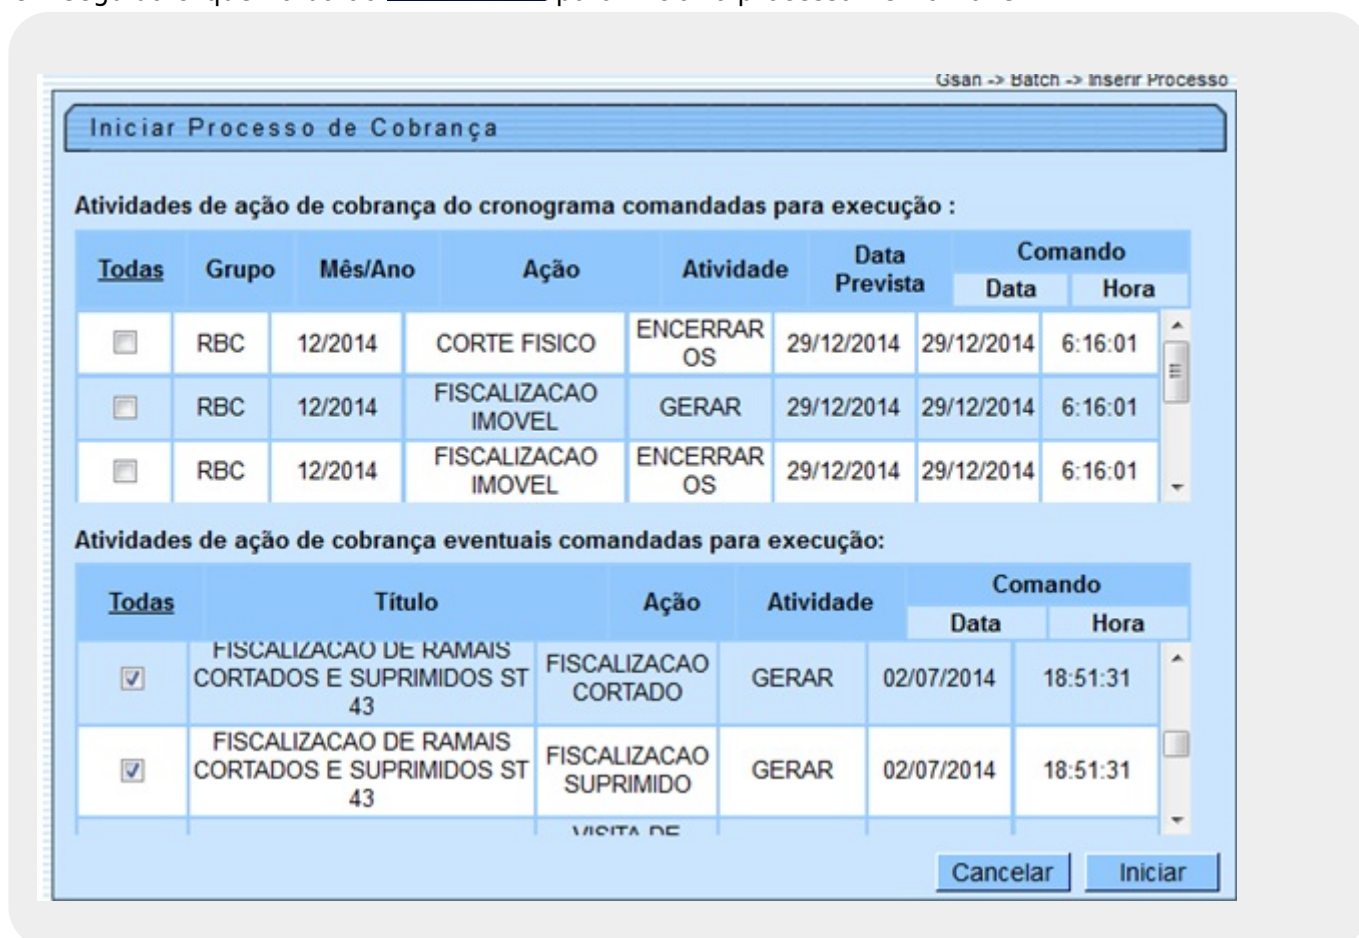 Gsan -> Batch -> Inserir Processo
Iniciar Processo de Cobrança
Atividades de ação de cobrança do cronograma comandadas para execução :
Todas Grupo Mês/Ano Ação Atividade Data Prevista Comando
Data Hora
RBC 12/2014 CORTE FISICO ENCERRAR OS 29/12/2014 29/12/2014 6:16:01
RBC 12/2014 FISCALIZACAO IMOVEL GERAR 29/12/2014 29/12/2014 6:16:01
RBC 12/2014 FISCALIZACAO IMOVEL ENCERRAR OS 29/12/2014 29/12/2014 6:16:01
Atividades de ação de cobrança eventuais comandadas para execução:
Todas Título Ação Atividade Comando
Data Hora
FISCALIZACAO DE RAMAIS CORTADOS E SUPRIMIDOS ST 43 FISCALIZACAO CORTADO GERAR 02/07/2014 18:51:31
FISCALIZACAO DE RAMAIS CORTADOS E SUPRIMIDOS ST 43 FISCALIZACAO SUPRIMIDO GERAR 02/07/2014 18:51:31
VISITA DE
Cancelar Iniciar